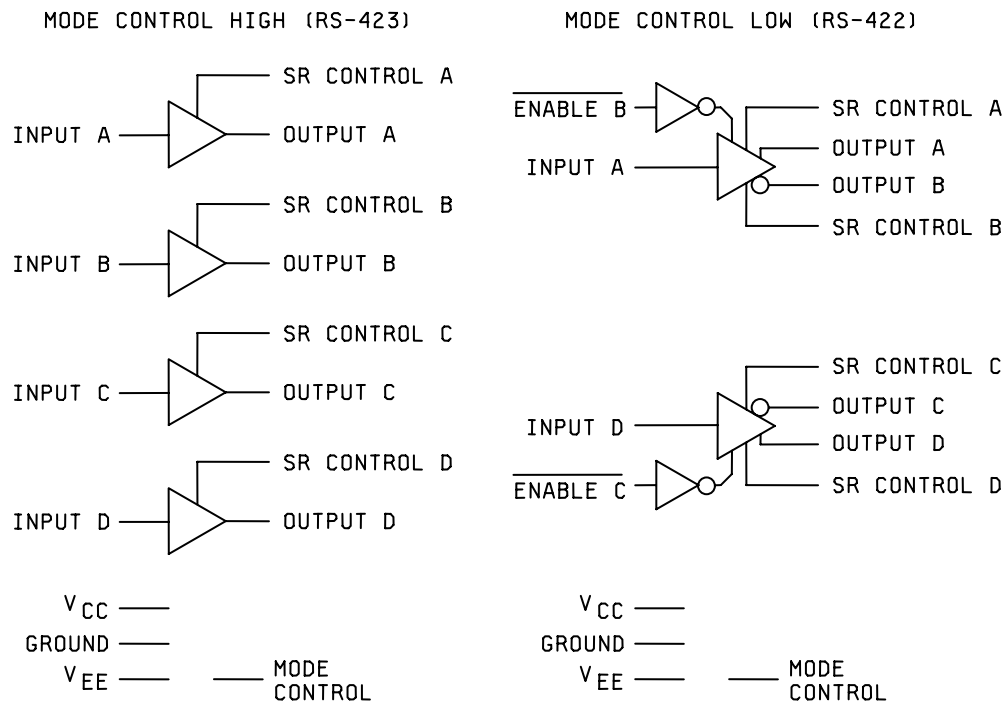 MODE CONTROL HIGH (RS-423)
SR CONTROL A
INPUT A
OUTPUT A
SR CONTROL B
INPUT B
OUTPUT B
SR CONTROL C
INPUT C
OUTPUT C
SR CONTROL D
INPUT D
OUTPUT D
VCC
GROUND
VEE
MODE
CONTROL
MODE CONTROL LOW (RS-422)
ENABLE B
SR CONTROL A
INPUT A
OUTPUT A
OUTPUT B
SR CONTROL B
SR CONTROL C
OUTPUT C
INPUT D
OUTPUT D
ENABLE C
SR CONTROL D
VCC
GROUND
VEE
MODE
CONTROL